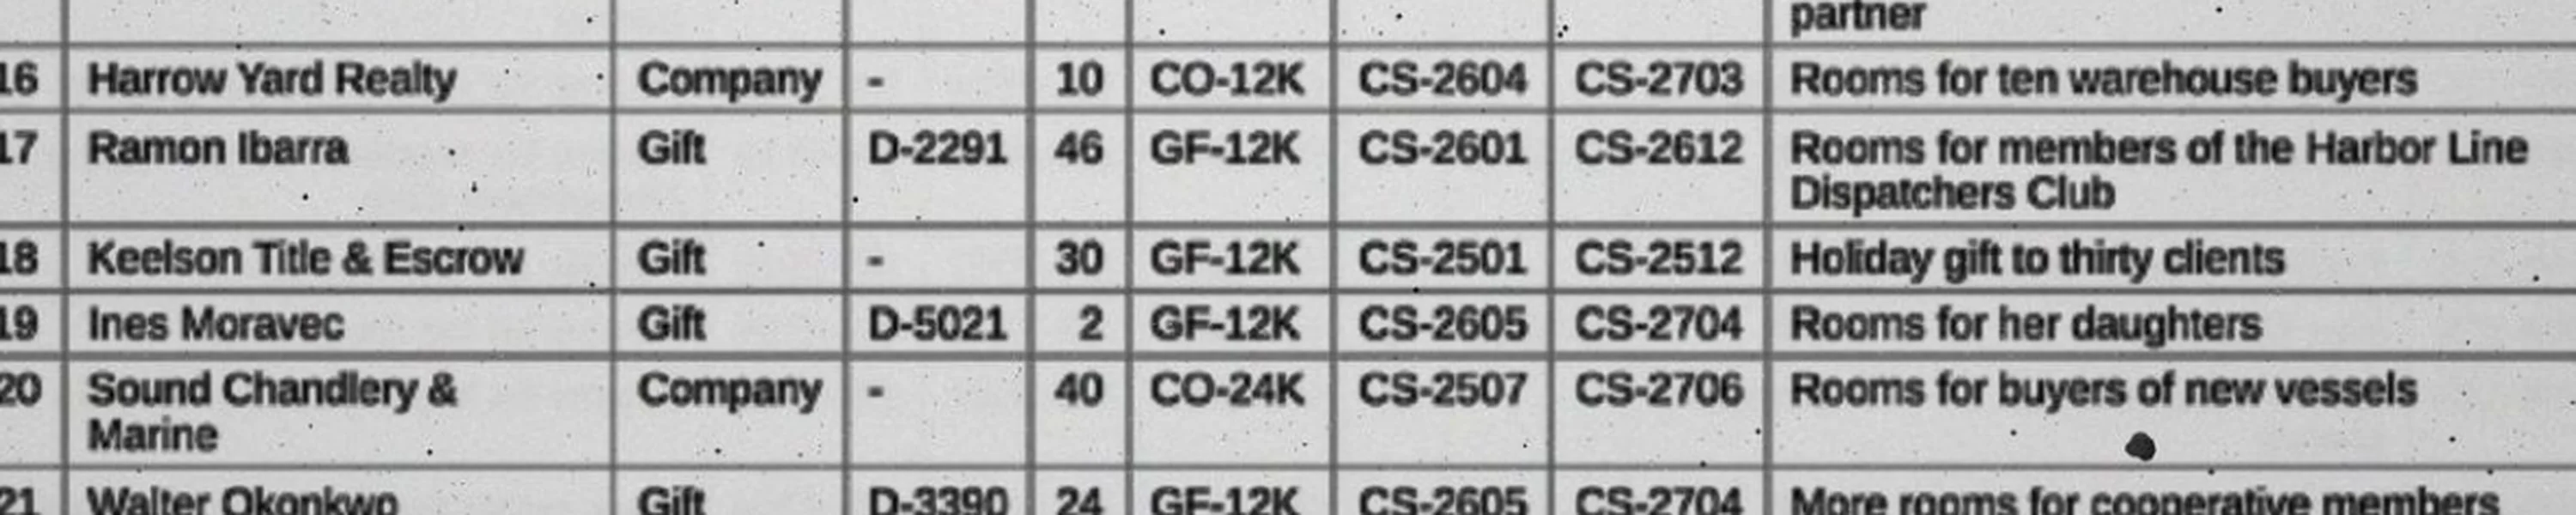 partner
16 Harrow Yard Realty Company - 10 CO-12K CS-2604 CS-2703 Rooms for ten warehouse buyers
17 Ramon Ibarra Gift D-2291 46 GF-12K CS-2601 CS-2612 Rooms for members of the Harbor Line
Dispatchers Club
18 Keelson Title & Escrow Gift - 30 GF-12K CS-2501 CS-2512 Holiday gift to thirty clients
19 Ines Moravec Gift D-5021 2 GF-12K CS-2605 CS-2704 Rooms for her daughters
20 Sound Chandlery & Company - 40 CO-24K CS-2507 CS-2706 Rooms for buyers of new vessels
Marine
21 Walter Okonkwo Gift D-3390 24 GF-12K CS-2605 CS-2704 More rooms for cooperative members